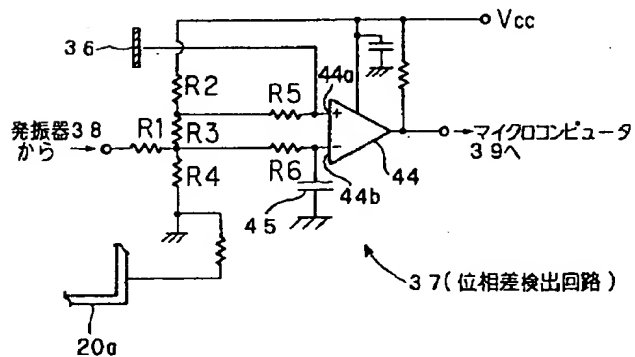 Vcc
36
R2
44a
R5
+
発振器38
から
R1
R3
マイクロコンピュータ
39へ
-
R4
R6
44
44b
45
37(位相差検出回路)
20a